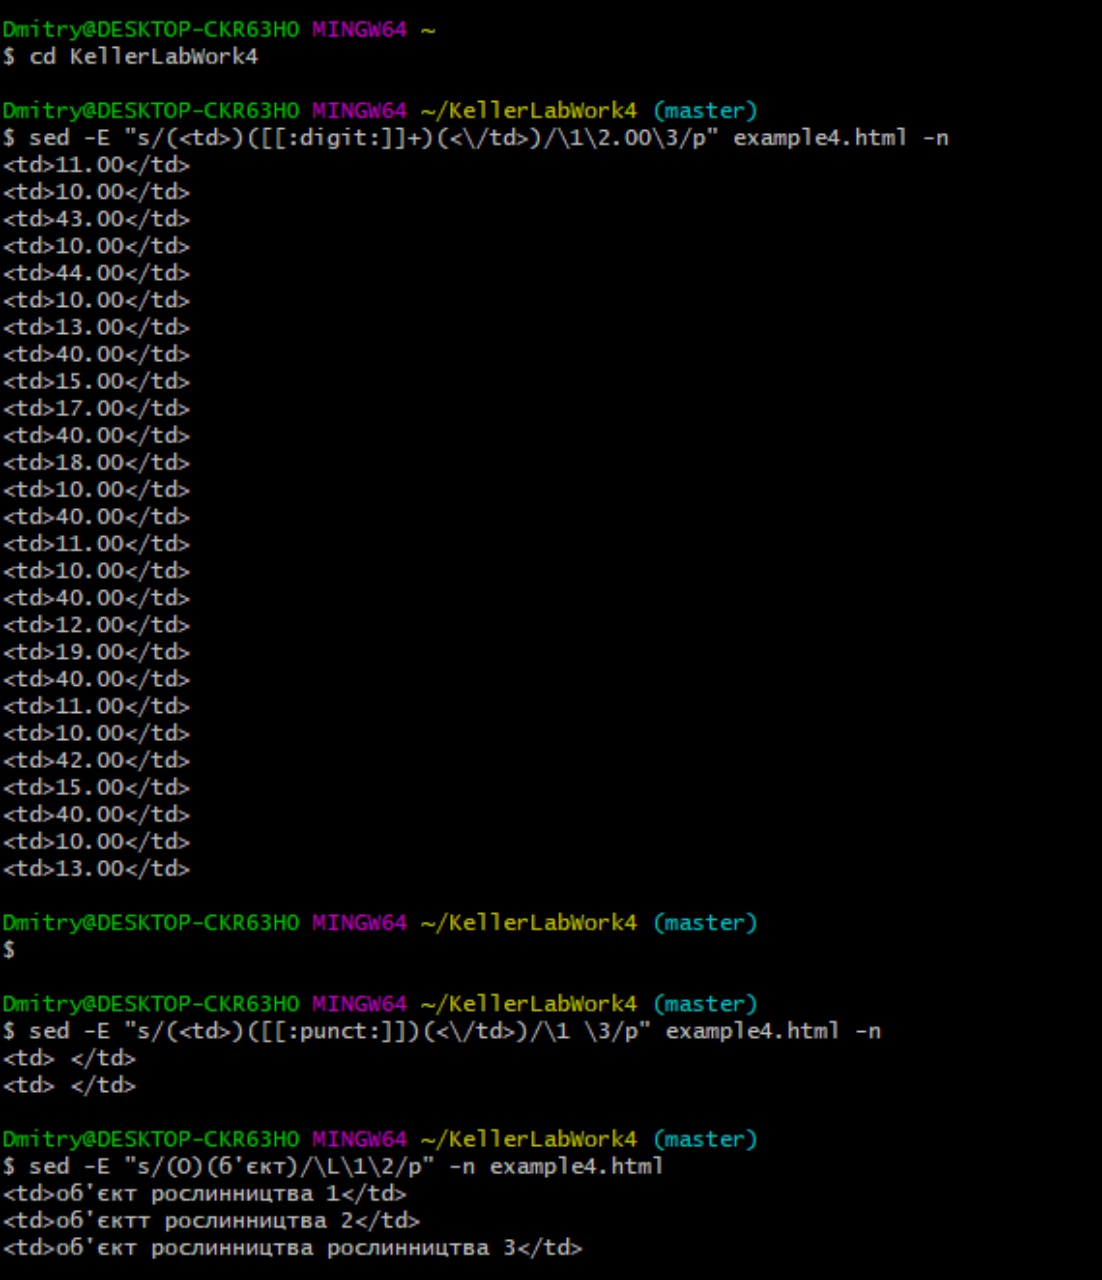 Dmitry@DESKTOP-CKR63HO MINGW64 ~
$ cd KellerLabWork4
Dmitry@DESKTOP-CKR63HO MINGW64 ~/KellerLabWork4 (master)
$ sed -E "s/(<td>)([[:digit:]]+)(<\/td>)/\1\2.00\3/p" example4.html -n
<td>11.00</td>
<td>10.00</td>
<td>43.00</td>
<td>10.00</td>
<td>44.00</td>
<td>10.00</td>
<td>13.00</td>
<td>40.00</td>
<td>15.00</td>
<td>17.00</td>
<td>40.00</td>
<td>18.00</td>
<td>10.00</td>
<td>40.00</td>
<td>11.00</td>
<td>10.00</td>
<td>40.00</td>
<td>12.00</td>
<td>19.00</td>
<td>40.00</td>
<td>11.00</td>
<td>10.00</td>
<td>42.00</td>
<td>15.00</td>
<td>40.00</td>
<td>10.00</td>
<td>13.00</td>
Dmitry@DESKTOP-CKR63HO MINGW64 ~/KellerLabWork4 (master)
$
Dmitry@DESKTOP-CKR63HO MINGW64 ~/KellerLabWork4 (master)
$ sed -E "s/(<td>)([[:punct:]])(<\/td>)/\1 \3/p" example4.html -n
<td> </td>
<td> </td>
Dmitry@DESKTOP-CKR63HO MINGW64 ~/KellerLabWork4 (master)
$ sed -E "s/(О)(б'єкт)/\L\1\2/p" -n example4.html
<td>об'єкт рослинництва 1</td>
<td>об'єктт рослинництва 2</td>
<td>об'єкт рослинництва рослинництва 3</td>